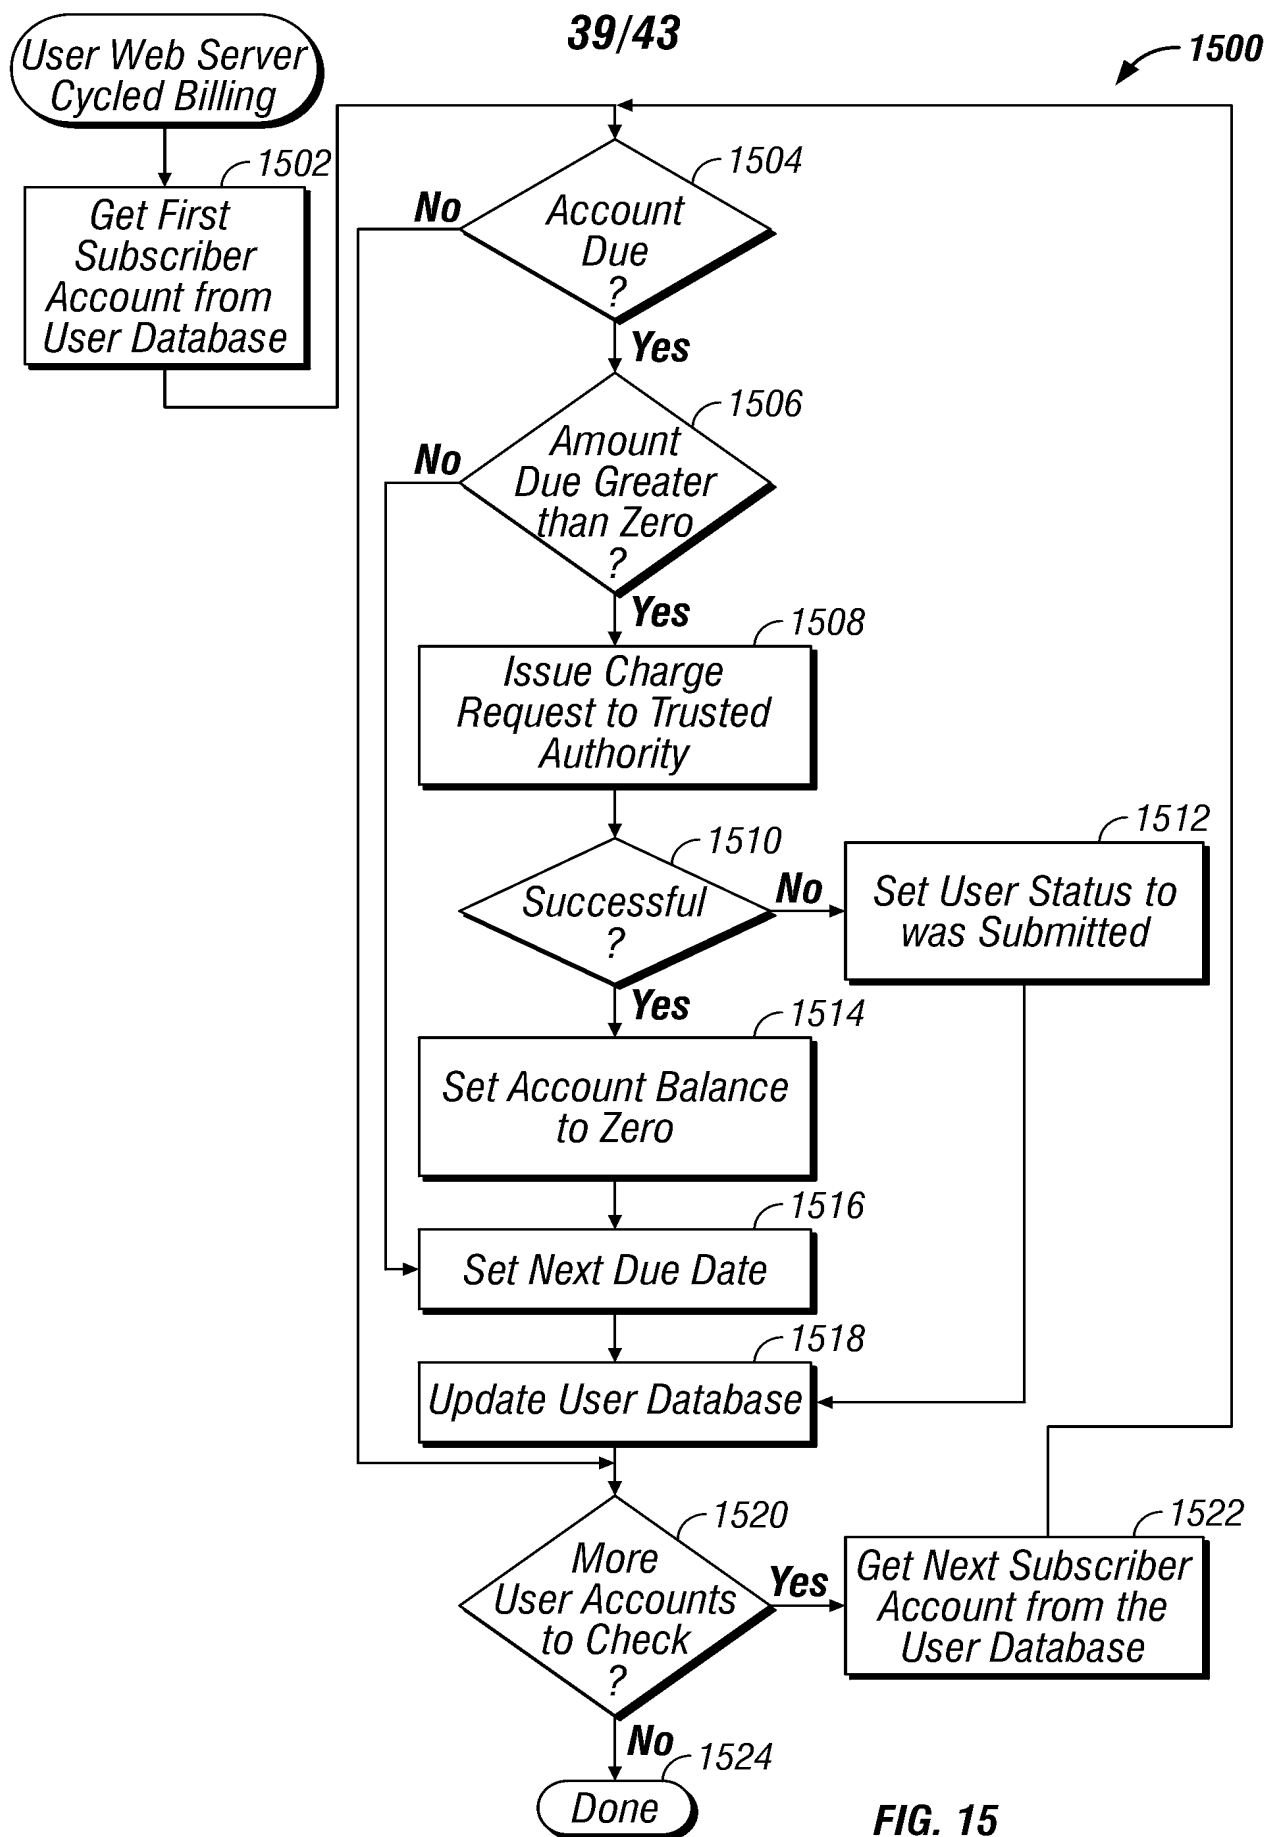 39/43
1500
User Web Server
Cycled Billing
1502
Get First
Subscriber
Account from
User Database
1504
Account
Due
?
No
Yes
1506
Amount
Due Greater
than Zero
?
No
Yes
1508
Issue Charge
Request to Trusted
Authority
1510
Successful
?
No
1512
Set User Status to
was Submitted
Yes
1514
Set Account Balance
to Zero
1516
Set Next Due Date
1518
Update User Database
1520
More
User Accounts
to Check
?
Yes
1522
Get Next Subscriber
Account from the
User Database
No
1524
Done
FIG. 15